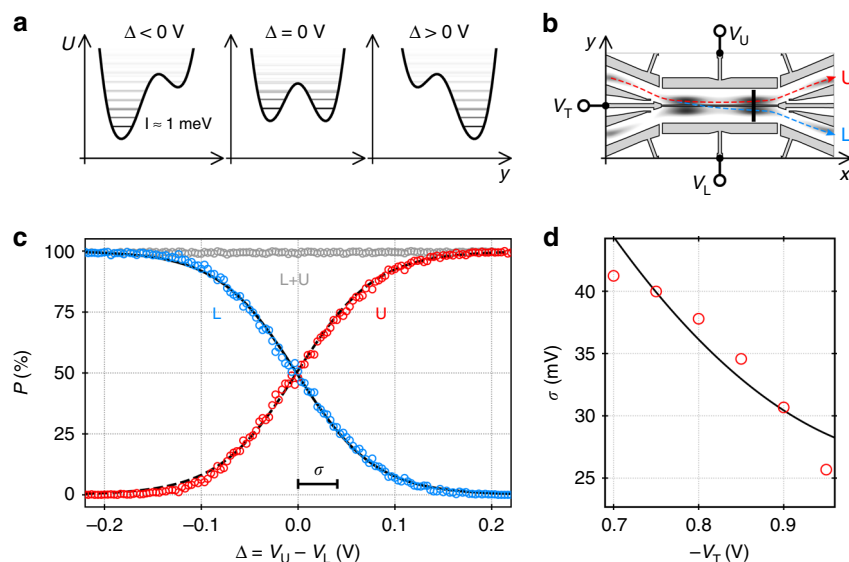 a
U
Δ < 0 V
Δ = 0 V
Δ > 0 V
I ≈ 1 meV
y
b
y
V_U
V_T
U
L
V_L
x
c
100
75
50
25
0
P (%)
L+U
L
U
σ
−0.2
−0.1
0.0
0.1
0.2
Δ = V_U − V_L (V)
d
40
35
30
25
σ (mV)
0.7
0.8
0.9
−V_T (V)